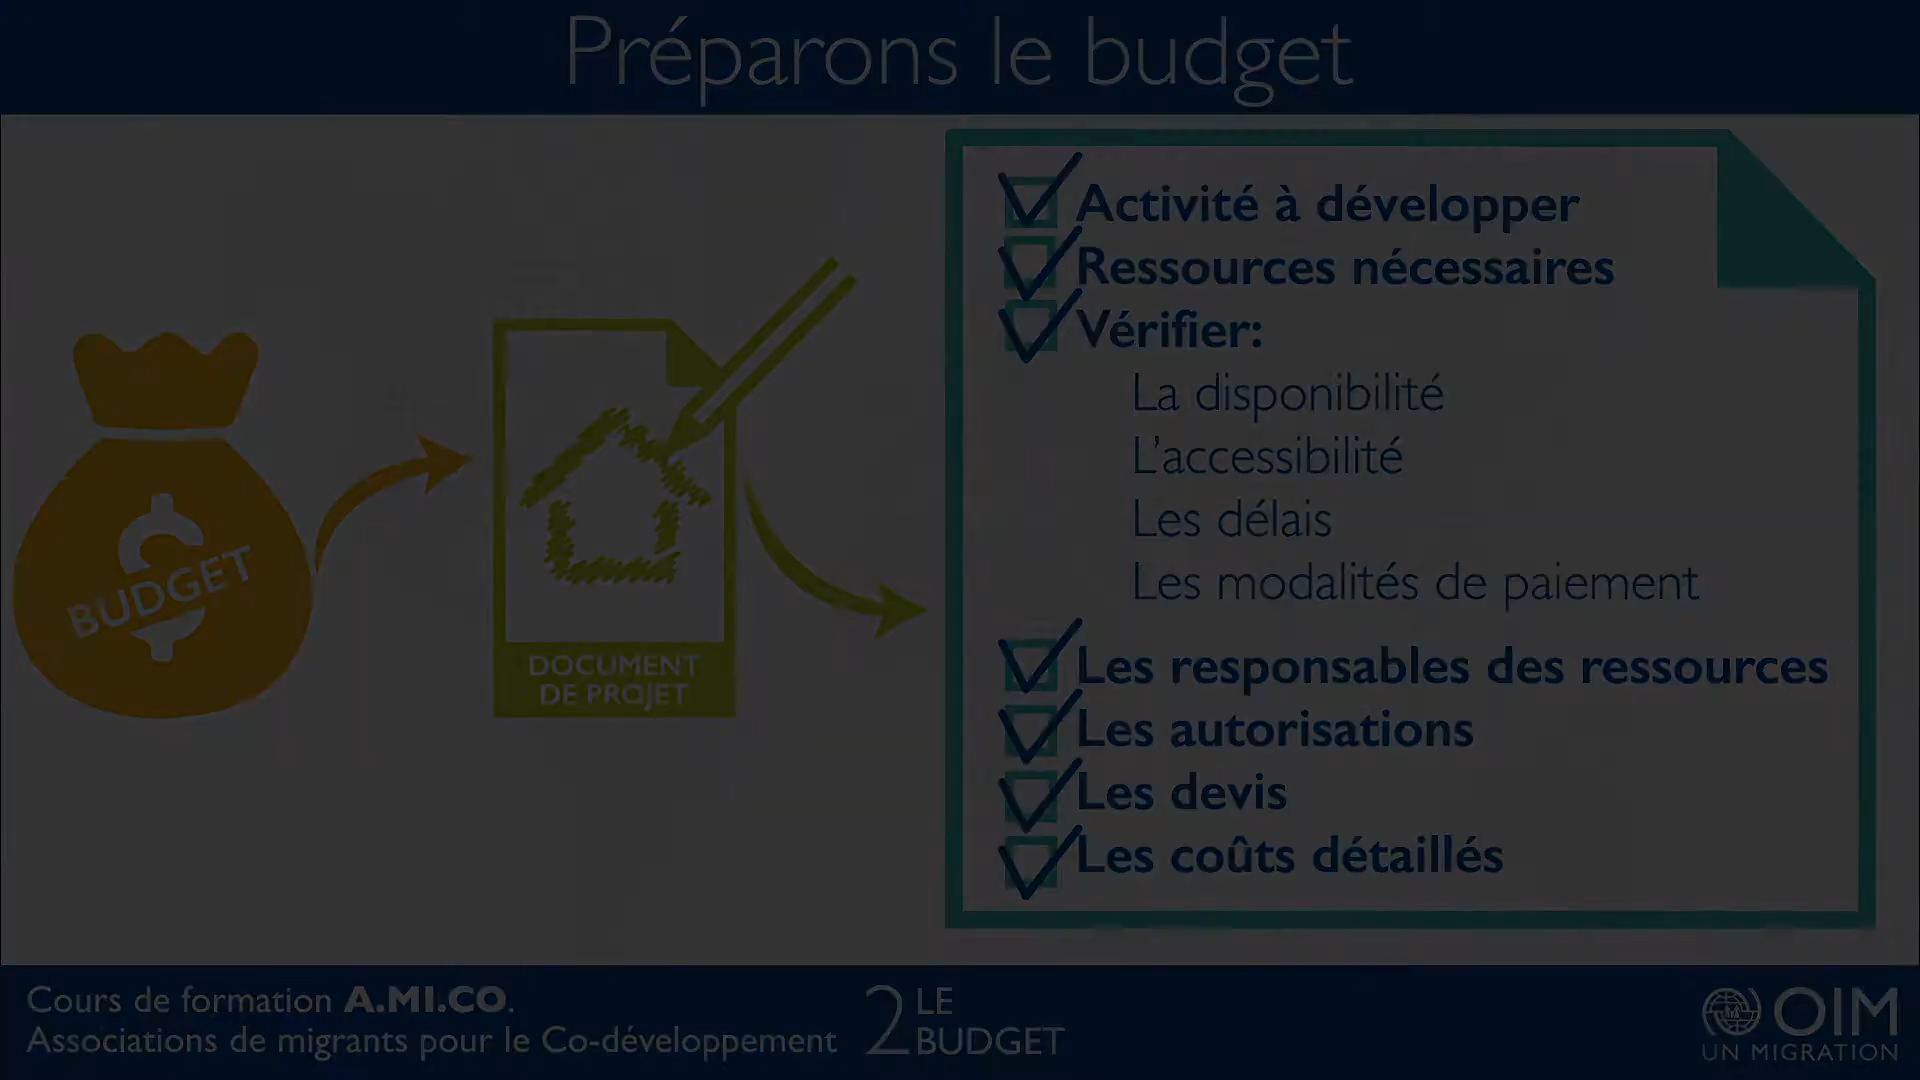 Préparons le budget
BUDGET
DOCUMENT
DE PROJET
Activité à développer
Ressources nécessaires
Vérifier:
La disponibilité
L'accessibilité
Les délais
Les modalités de paiement
Les responsables des ressources
Les autorisations
Les devis
Les coûts détaillés
Cours de formation A.MI.CO.
Associations de migrants pour le Co-développement
2 LE
BUDGET
OIM
UN MIGRATION